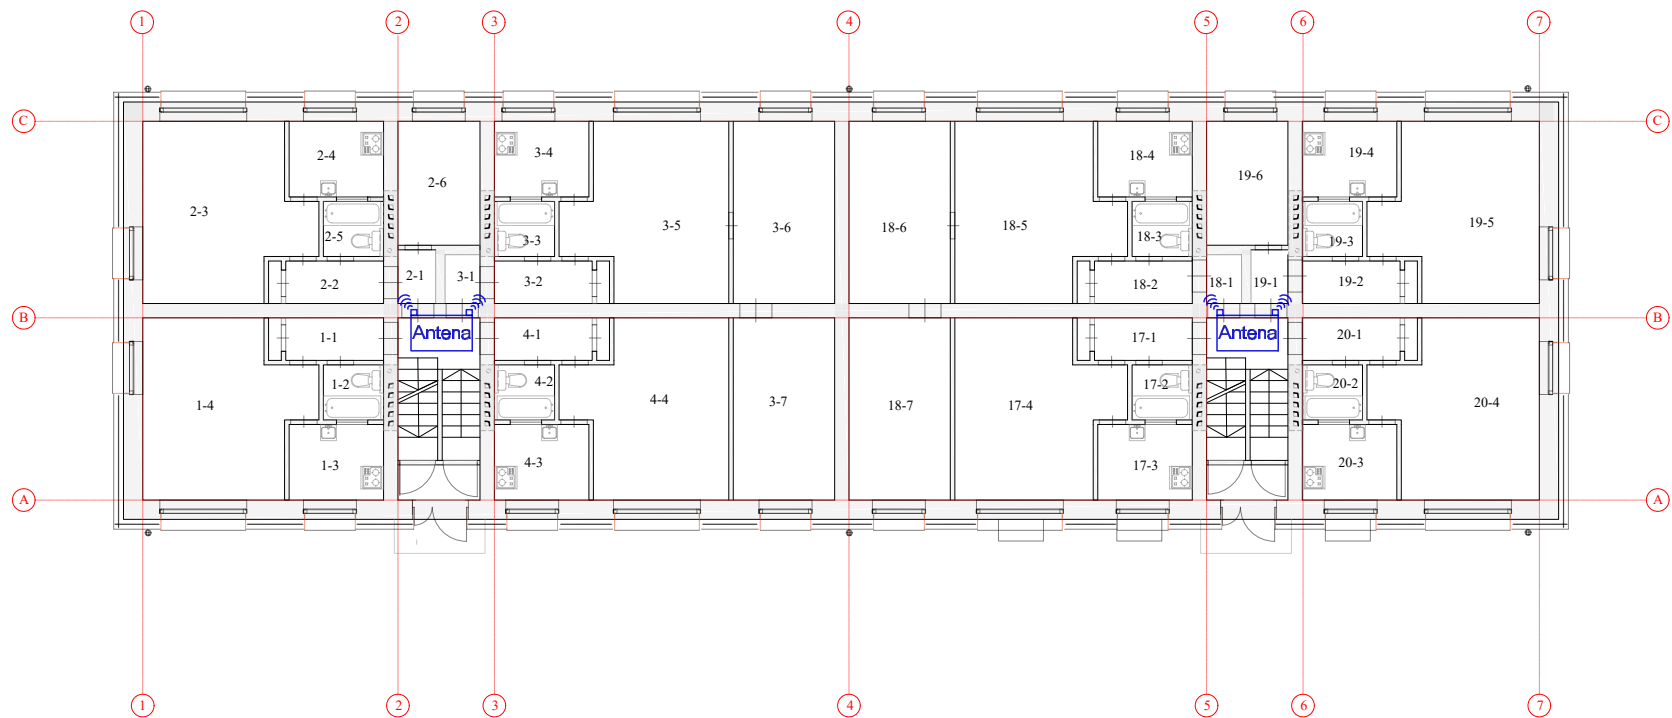 1 2 3 4 5 6 7
C C
2-4 3-4 18-4 19-4
2-6 19-6
2-3 3-5 3-6 18-6 18-5 19-5
2-5 3-3 18-3 19-3
2-1 3-1 18-1 19-1
2-2 3-2 18-2 19-2
B B
Antena Antena
1-1 4-1 17-1 20-1
1-2 4-2 17-2 20-2
1-4 4-4 3-7 18-7 17-4 20-4
1-3 4-3 17-3 20-3
A A
1 2 3 4 5 6 7